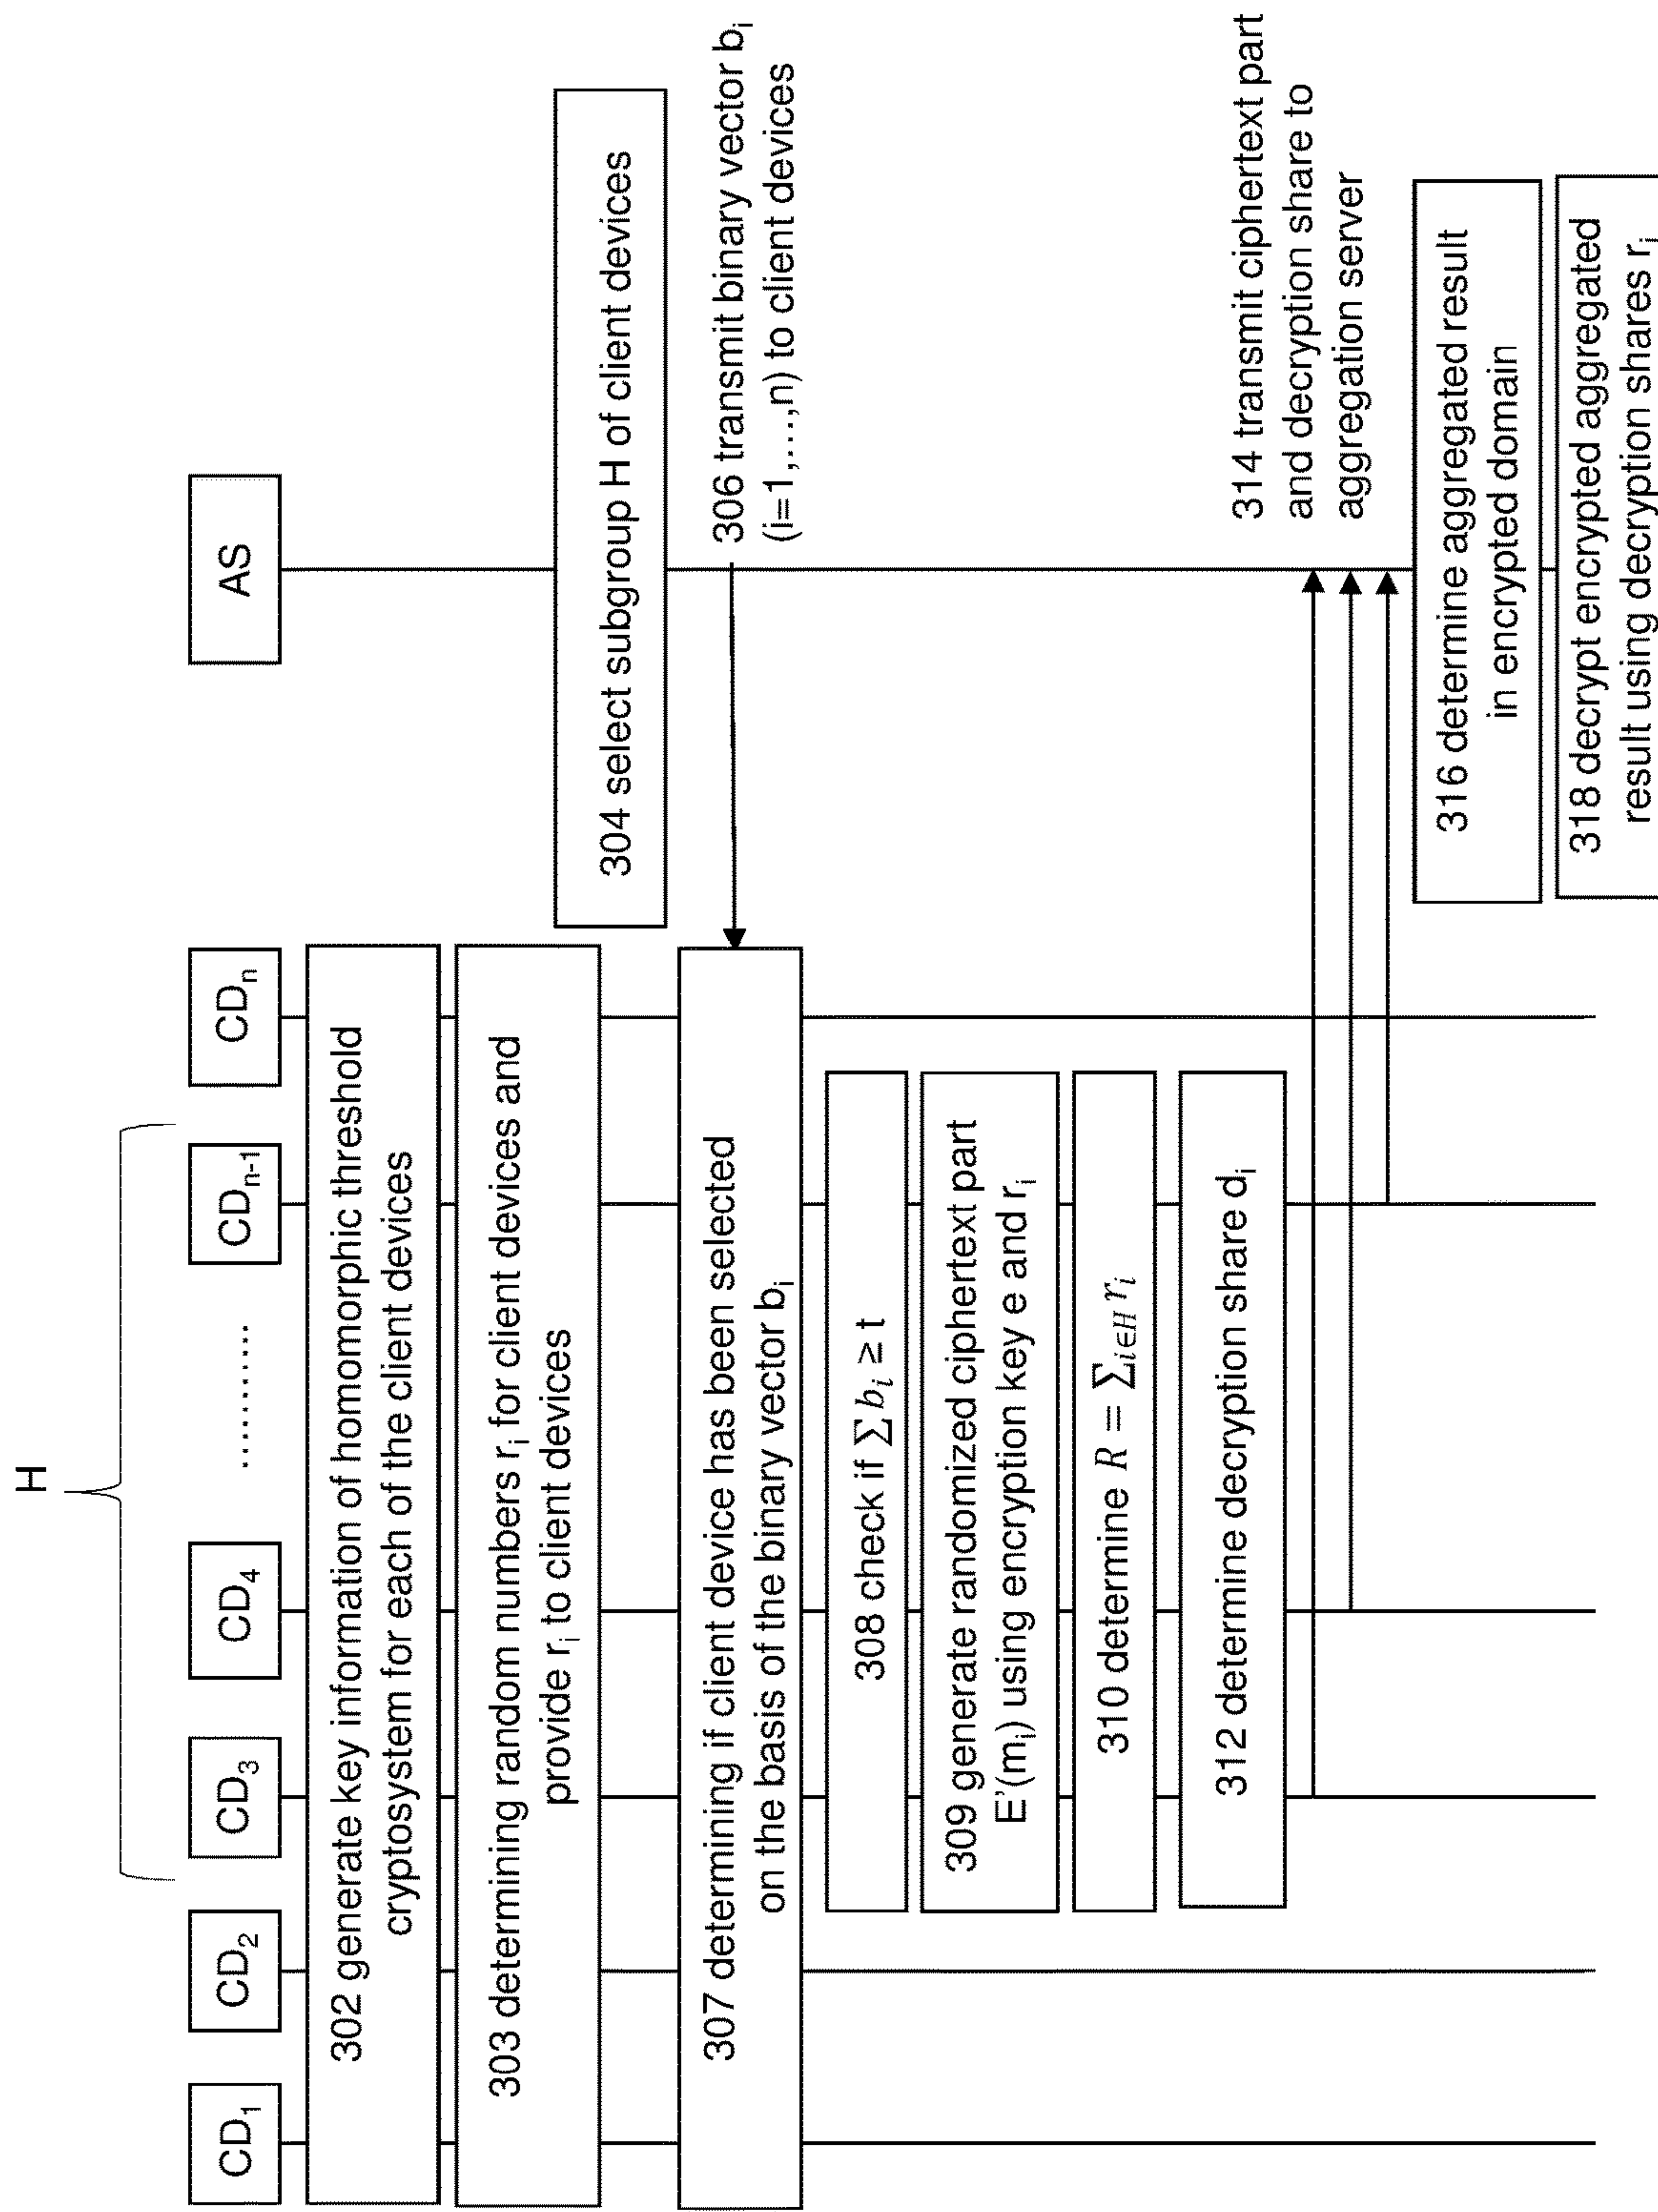 H
CD1
CD2
CD3
CD4
..........
CDn-1
CDn
AS
302 generate key information of homomorphic threshold
cryptosystem for each of the client devices
303 determining random numbers ri for client devices and
provide ri to client devices
304 select subgroup H of client devices
306 transmit binary vector bi
(i=1,...,n) to client devices
307 determining if client device has been selected
on the basis of the binary vector bi
308 check if ∑ bi ≥ t
309 generate randomized ciphertext part
E'(mi) using encryption key e and ri
310 determine R = ∑i∈H ri
312 determine decryption share di
314 transmit ciphertext part
and decryption share to
aggregation server
316 determine aggregated result
in encrypted domain
318 decrypt encrypted aggregated
result using decryption shares ri